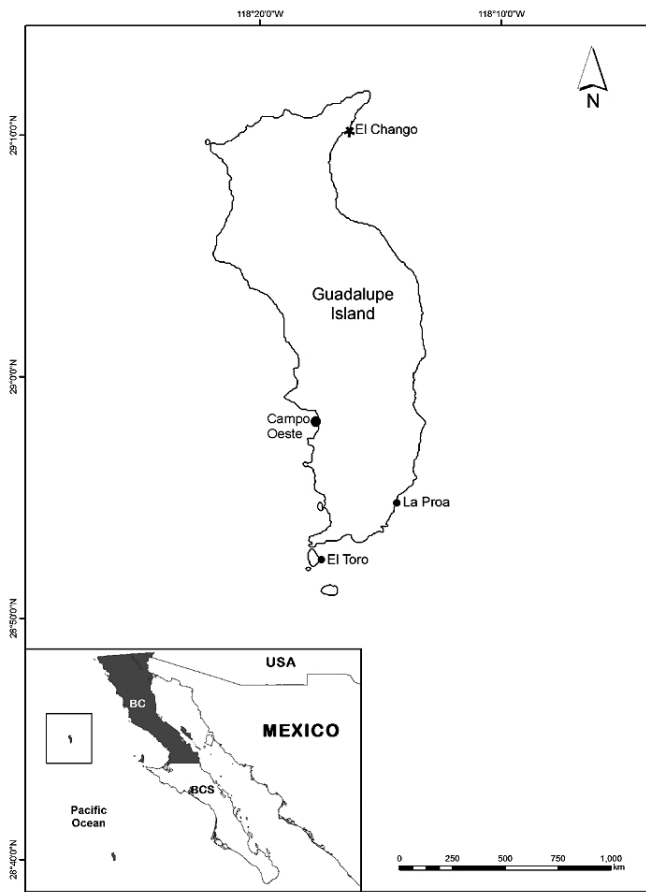 118°20'0"W
118°10'0"W
N
29°10'0"N
El Chango
Guadalupe
Island
29°0'0"N
Campo
Oeste
La Proa
El Toro
28°50'0"N
USA
BC
MEXICO
BCS
Pacific
Ocean
28°40'0"N
0 250 500 750 1,000
km